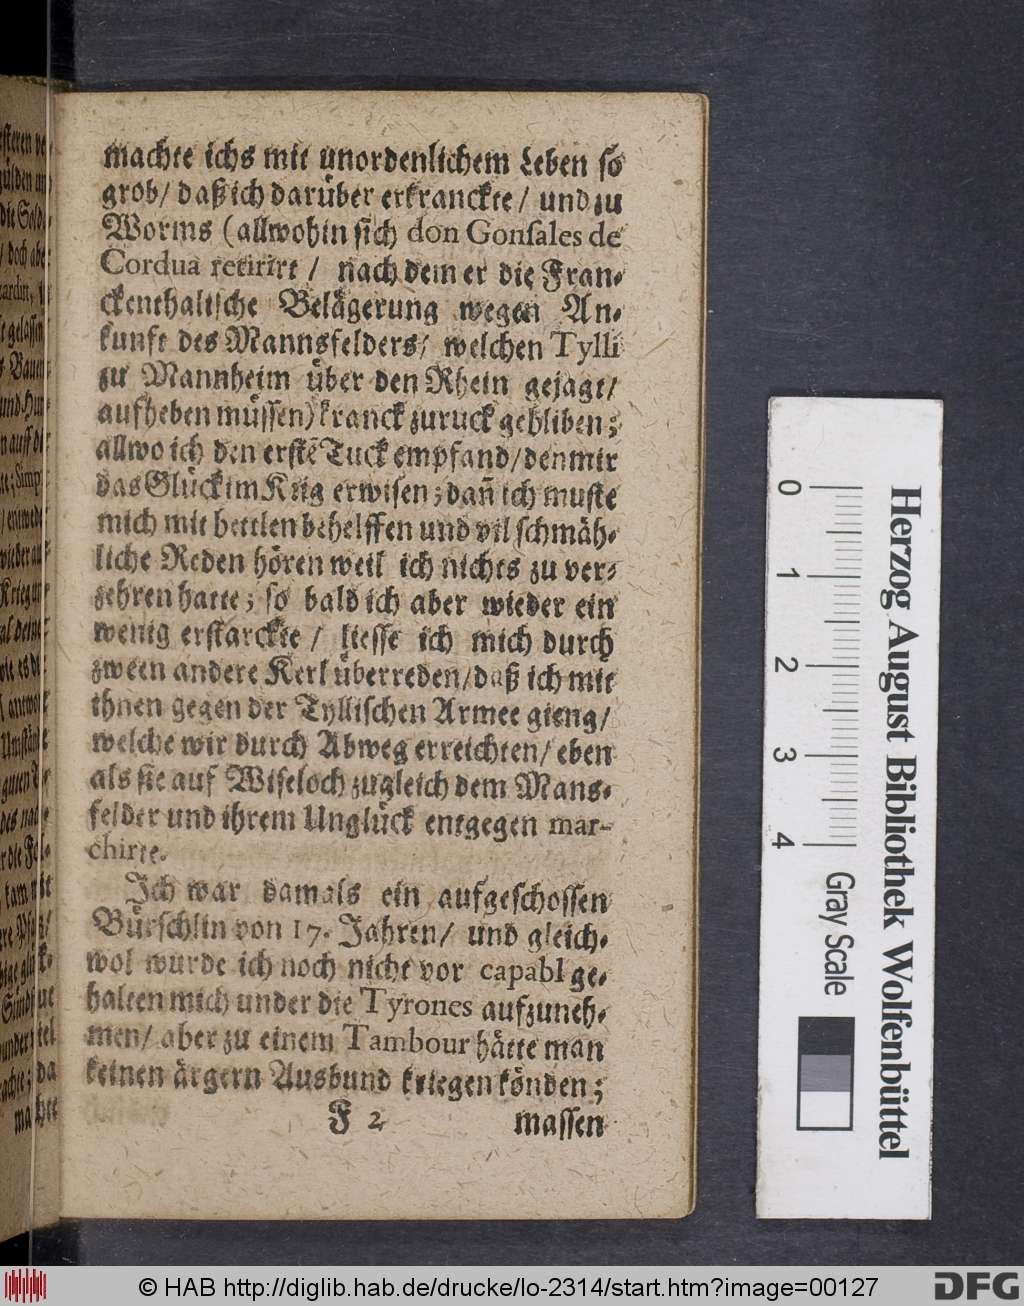 machte ichs mit unordenlichem Leben so
grob/ daß ich darüber erkranckte/ und zu
Worms (allwohin sich don Gonsales de
Cordua retirirt / nach dem er die Fran-
ckenthalische Belägerung wegen An-
kunft des Mannsfelders/ welchen Tylli
zu Mannheim über den Rhein gejagt/
aufheben müssen) kranck zuruck gebliben;
allwo ich den erstē Tuck empfand/ den mir
das Glück im Krig erwisen; dañ ich muste
mich mit bettlen behelffen und vil schmäh-
liche Reden hören weil ich nichts zu ver-
zehren hatte; so bald ich aber wieder ein
wenig erstarckte / liesse ich mich durch
zween andere Kerl überreden/ daß ich mit
ihnen gegen der Tyllischen Armee gieng/
welche wir durch Abweg erreichten/ eben
als sie auf Wiseloch zugleich dem Mans-
felder und ihrem Unglück entgegen mar-
chirte.
Ich war damals ein aufgeschossen
Bürschlin von 17. Jahren/ und gleich-
wol wurde ich noch nicht vor capabl ge-
halten mich under die Tyrones aufzuneh-
men/ aber zu einem Tambour hätte man
keinen ärgern Ausbund kriegen könden;
F 2 massen
0 1 2 3 4 Gray Scale
Herzog August Bibliothek Wolfenbüttel
© HAB http://diglib.hab.de/drucke/lo-2314/start.htm?image=00127
DFG